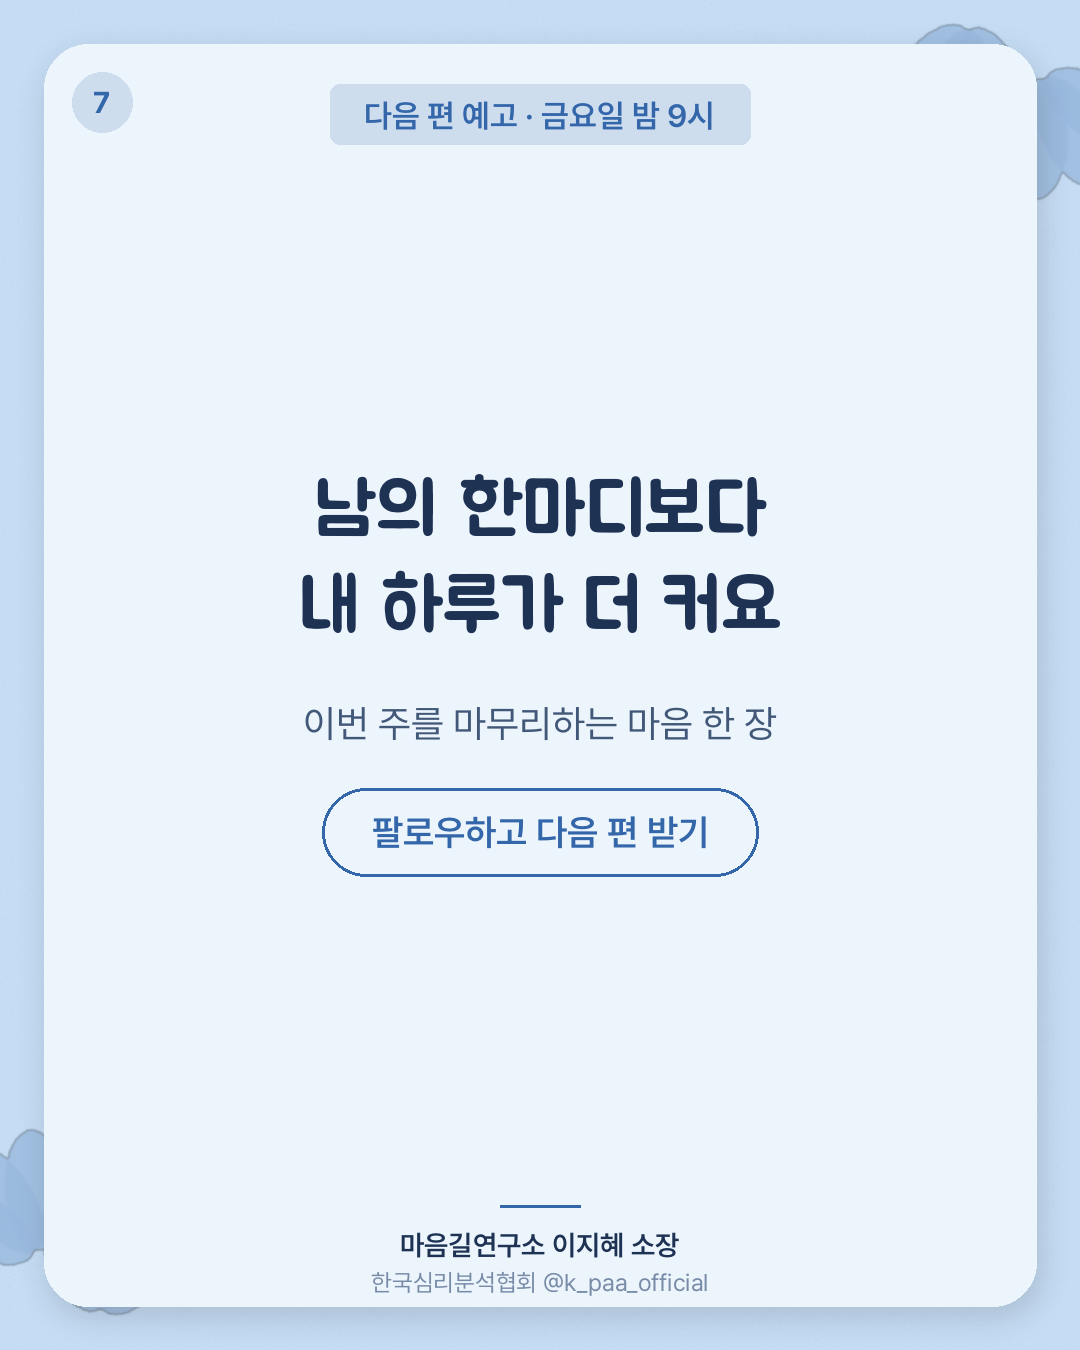 7
다음 편 예고 · 금요일 밤 9시
남의 한마디보다
내 하루가 더 커요
이번 주를 마무리하는 마음 한 장
팔로우하고 다음 편 받기
마음길연구소 이지혜 소장
한국심리분석협회 @k_paa_official